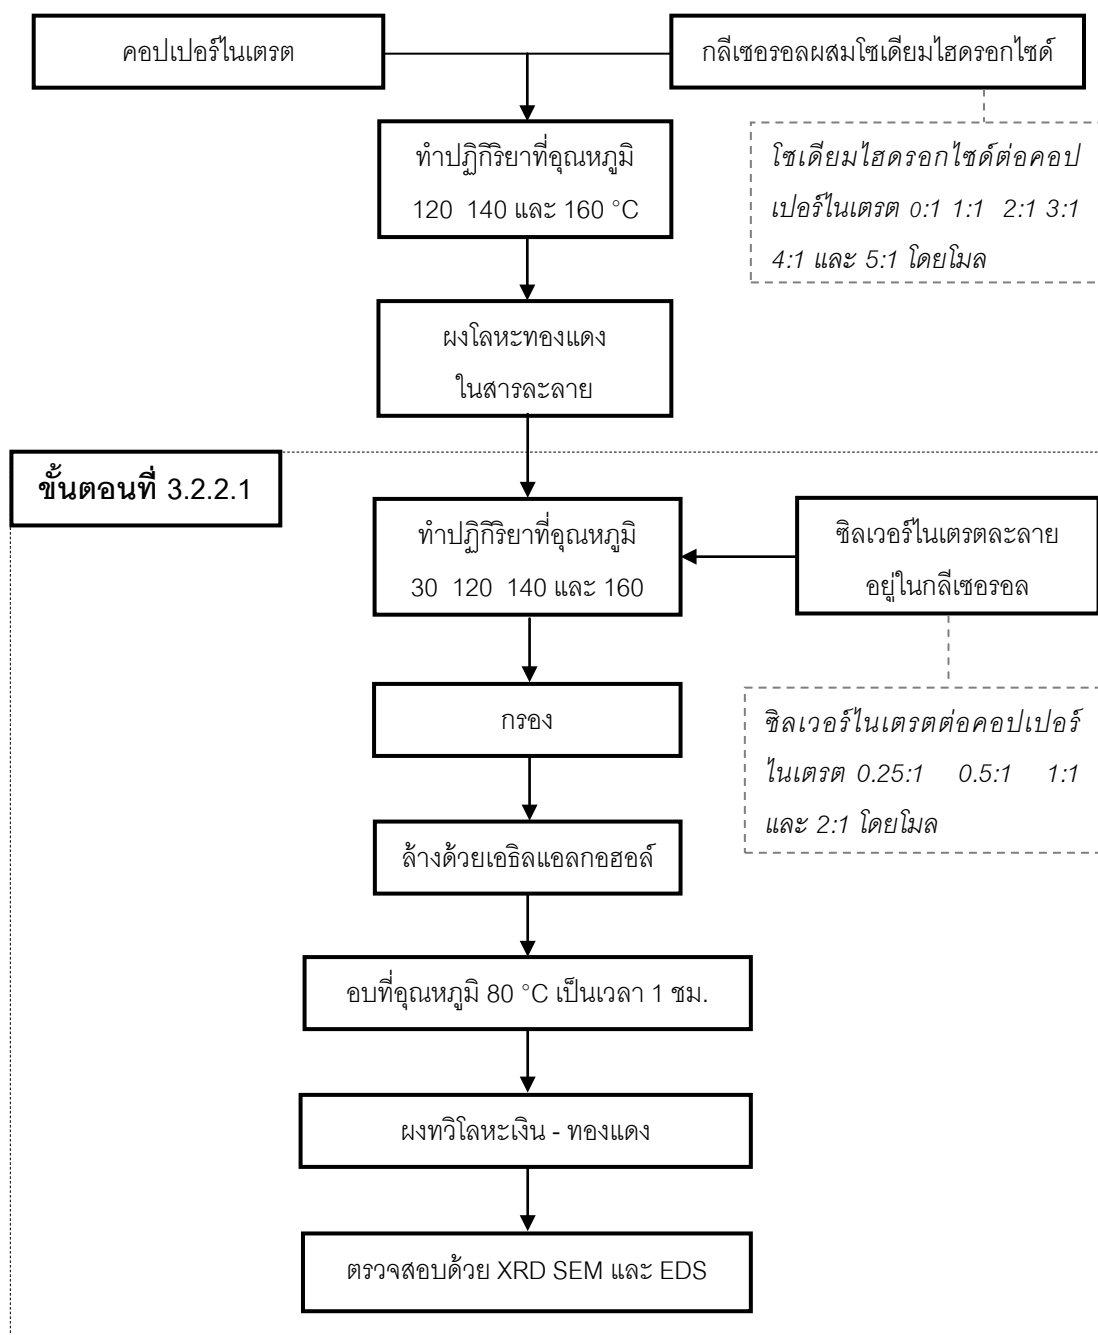 คอปเปอร์ไนเตรต
กลีเซอรอลผสมโซเดียมไฮดรอกไซด์
ทำปฏิกิริยาที่อุณหภูมิ
120 140 และ 160 °C
โซเดียมไฮดรอกไซด์ต่อคอป
เปอร์ไนเตรต 0:1 1:1 2:1 3:1
4:1 และ 5:1 โดยโมล
ผงโลหะทองแดง
ในสารละลาย
ขั้นตอนที่ 3.2.2.1
ทำปฏิกิริยาที่อุณหภูมิ
30 120 140 และ 160
ซิลเวอร์ไนเตรตละลาย
อยู่ในกลีเซอรอล
กรอง
ซิลเวอร์ไนเตรตต่อคอปเปอร์
ไนเตรต 0.25:1 0.5:1 1:1
และ 2:1 โดยโมล
ล้างด้วยเอธิลแอลกอฮอล์
อบที่อุณหภูมิ 80 °C เป็นเวลา 1 ชม.
ผงทวิโลหะเงิน - ทองแดง
ตรวจสอบด้วย XRD SEM และ EDS